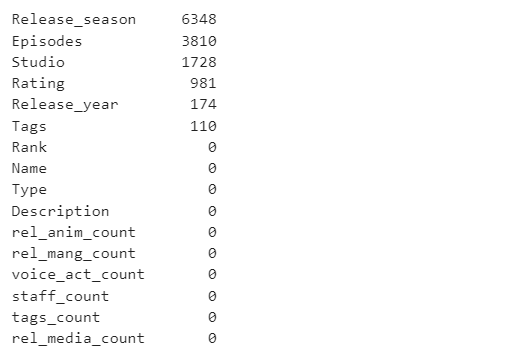 Release_season 6348
Episodes 3810
Studio 1728
Rating 981
Release_year 174
Tags 110
Rank 0
Name 0
Type 0
Description 0
rel_anim_count 0
rel_mang_count 0
voice_act_count 0
staff_count 0
tags_count 0
rel_media_count 0